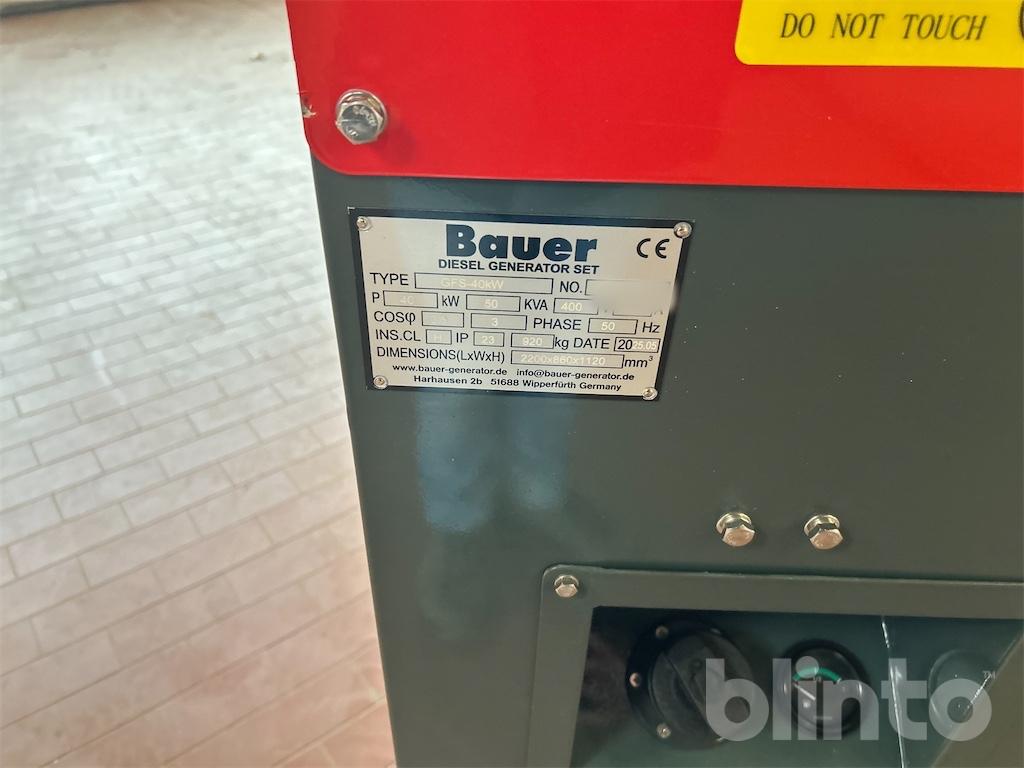 DO NOT TOUCH
Bauer
CE
DIESEL GENERATOR SET
TYPE GFS-40kW NO.
P 40 kW 50 KVA 400
COSφ 3 PHASE 50 Hz
INS.CL H IP 23 920 kg DATE 2025.05
DIMENSIONS(LxWxH) 2200x860x1120 mm³
www.bauer-generator.de info@bauer-generator.de
Harhausen 2b 51688 Wipperfürth Germany
blinto™